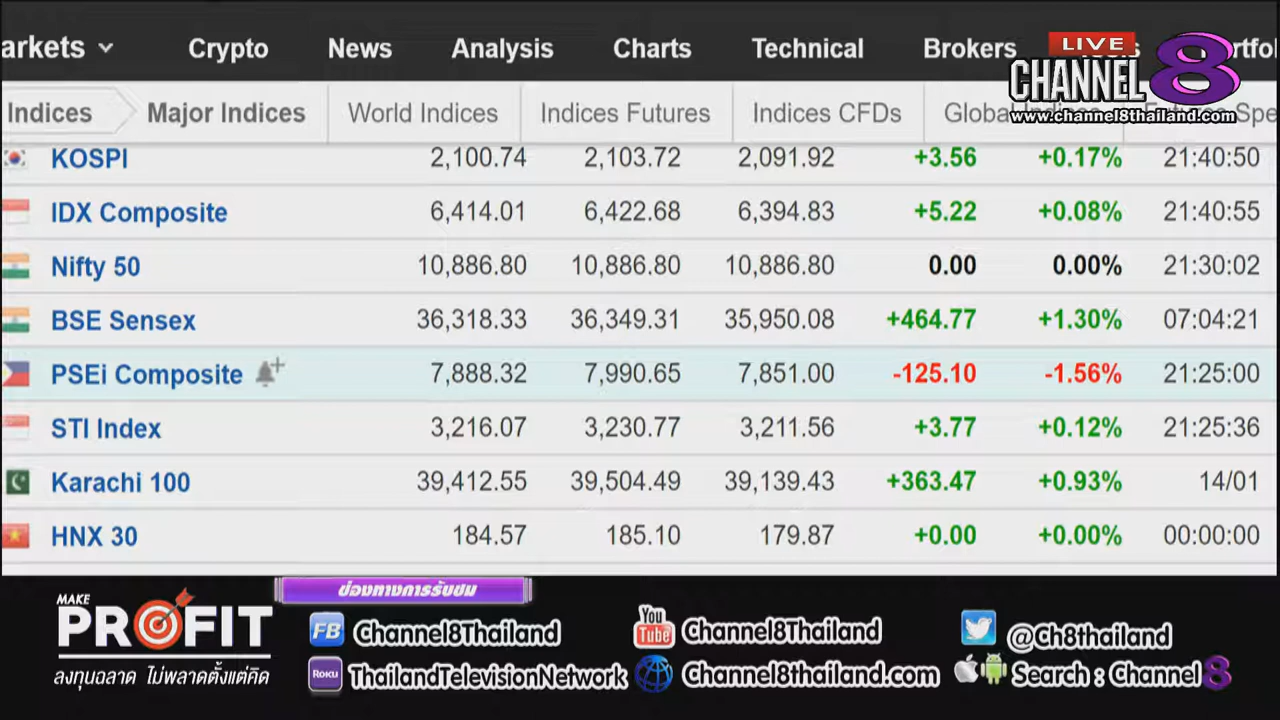 arkets Crypto News Analysis Charts Technical Brokers
LIVE
CHANNEL 8
www.channel8thailand.com
Indices Major Indices World Indices Indices Futures Indices CFDs
KOSPI 2,100.74 2,103.72 2,091.92 +3.56 +0.17% 21:40:50
IDX Composite 6,414.01 6,422.68 6,394.83 +5.22 +0.08% 21:40:55
Nifty 50 10,886.80 10,886.80 10,886.80 0.00 0.00% 21:30:02
BSE Sensex 36,318.33 36,349.31 35,950.08 +464.77 +1.30% 07:04:21
PSEi Composite 7,888.32 7,990.65 7,851.00 -125.10 -1.56% 21:25:00
STI Index 3,216.07 3,230.77 3,211.56 +3.77 +0.12% 21:25:36
Karachi 100 39,412.55 39,504.49 39,139.43 +363.47 +0.93% 14/01
HNX 30 184.57 185.10 179.87 +0.00 +0.00% 00:00:00
ช่องทางการรับชม
MAKE
PROFIT
ลงทุนฉลาด ไม่พลาดตั้งแต่คิด
FB Channel8Thailand You Tube Channel8Thailand @Ch8thailand
Roku ThailandTelevisionNetwork Channel8thailand.com Search : Channel 8